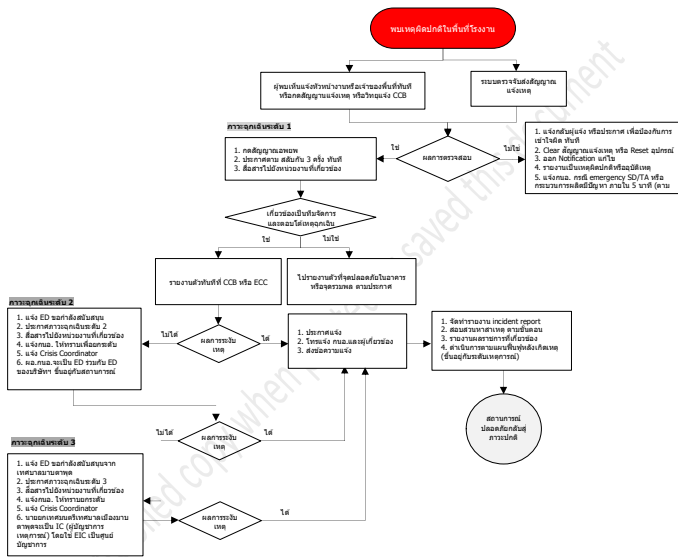 พบเหตุผิดปกติในพื้นที่โรงงาน
ผู้พบเห็นแจ้งหัวหน้างานหรือเจ้าของพื้นที่ทันที
หรือกดสัญญานแจ้งเหตุ หรือวิทยุแจ้ง CCB
ระบบตรวจจับส่งสัญญาณ
แจ้งเหตุ
ภาวะฉุกเฉินระดับ 1
1. กดสัญญาณอพยพ
2. ประกาศตาม สลับกัน 3 ครั้ง ทันที
3. สื่อสารไปยังหน่วยงานที่เกี่ยวข้อง
ใช่
ผลการตรวจสอบ
ไม่ใช่
1. แจ้งกลับผู้แจ้ง หรือประกาศ เพื่อป้องกันการ
เข้าใจผิด ทันที
2. Clear สัญญาณแจ้งเหตุ หรือ Reset อุปกรณ์
3. ออก Notification แก้ไข
4. รายงานเป็นเหตุผิดปกติหรืออุบัติเหตุ
5. แจ้งกนอ. กรณี emergency SD/TA หรือ
กระบวนการผลิตมีปัญหา ภายใน 5 นาที (ตาม
เกี่ยวข้องเป็นทีมจัดการ
และตอบโต้เหตุฉุกเฉิน
ใช่
ไม่ใช่
รายงานตัวทันทีที่ CCB หรือ ECC
ไปรายงานตัวที่จุดปลอดภัยในอาคาร
หรือจุดรวมพล ตามประกาศ
ภาวะฉุกเฉินระดับ 2
1. แจ้ง ED ขอกำลังสนับสนุน
2. ประกาศภาวะฉุกเฉินระดับ 2
3. สื่อสารไปยังหน่วยงานที่เกี่ยวข้อง
4. แจ้งกนอ. ให้ทราบเพื่อยกระดับ
5. แจ้ง Crisis Coordinator
6. ผอ.กนอ.จะเป็น ED ร่วมกับ ED
ของบริษัทฯ ขึ้นอยู่กับสถานการณ์
ไม่ได้
ผลการระงับ
เหตุ
ได้
1. ประกาศแจ้ง
2. โทรแจ้ง กนอ.และผู้เกี่ยวข้อง
3. ส่งข้อความแจ้ง
1. จัดทำรายงาน incident report
2. สอบสวนหาสาเหตุ ตามขั้นตอน
3. รายงานผลราชการที่เกี่ยวข้อง
4. ดำเนินการตามแผนฟื้นฟูหลังเกิดเหตุ
(ขึ้นอยู่กับระดับเหตุการณ์)
สถานการณ์
ปลอดภัยกลับสู่
ภาวะปกติ
ไม่ได้
ผลการระงับ
เหตุ
ได้
ภาวะฉุกเฉินระดับ 3
1. แจ้ง ED ขอกำลังสนับสนุนจาก
เทศบาลมาบตาพุด
2. ประกาศภาวะฉุกเฉินระดับ 3
3. สื่อสารไปยังหน่วยงานที่เกี่ยวข้อง
4. แจ้งกนอ. ให้ทราบยกระดับ
5. แจ้ง Crisis Coordinator
6. นายยกเทศมนตรีเทศบาลเมืองมาบ
ตาพุดจะเป็น IC (ผู้บัญชาการ
เหตุการณ์) โดยใช้ EIC เป็นศูนย์
บัญชาการ
ผลการระงับ
เหตุ
ได้
copy when saved this document